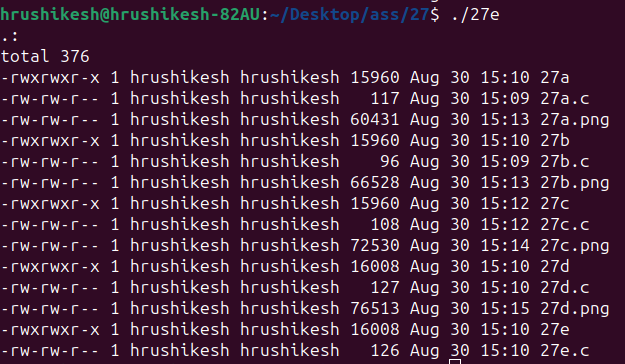 hrushikesh@hrushikesh-82AU:~/Desktop/ass/27$ ./27e
.:
total 376
-rwxrwxr-x 1 hrushikesh hrushikesh 15960 Aug 30 15:10 27a
-rw-rw-r-- 1 hrushikesh hrushikesh   117 Aug 30 15:09 27a.c
-rw-rw-r-- 1 hrushikesh hrushikesh 60431 Aug 30 15:13 27a.png
-rwxrwxr-x 1 hrushikesh hrushikesh 15960 Aug 30 15:10 27b
-rw-rw-r-- 1 hrushikesh hrushikesh    96 Aug 30 15:09 27b.c
-rw-rw-r-- 1 hrushikesh hrushikesh 66528 Aug 30 15:13 27b.png
-rwxrwxr-x 1 hrushikesh hrushikesh 15960 Aug 30 15:12 27c
-rw-rw-r-- 1 hrushikesh hrushikesh   108 Aug 30 15:12 27c.c
-rw-rw-r-- 1 hrushikesh hrushikesh 72530 Aug 30 15:14 27c.png
-rwxrwxr-x 1 hrushikesh hrushikesh 16008 Aug 30 15:10 27d
-rw-rw-r-- 1 hrushikesh hrushikesh   127 Aug 30 15:10 27d.c
-rw-rw-r-- 1 hrushikesh hrushikesh 76513 Aug 30 15:15 27d.png
-rwxrwxr-x 1 hrushikesh hrushikesh 16008 Aug 30 15:10 27e
-rw-rw-r-- 1 hrushikesh hrushikesh   126 Aug 30 15:10 27e.c